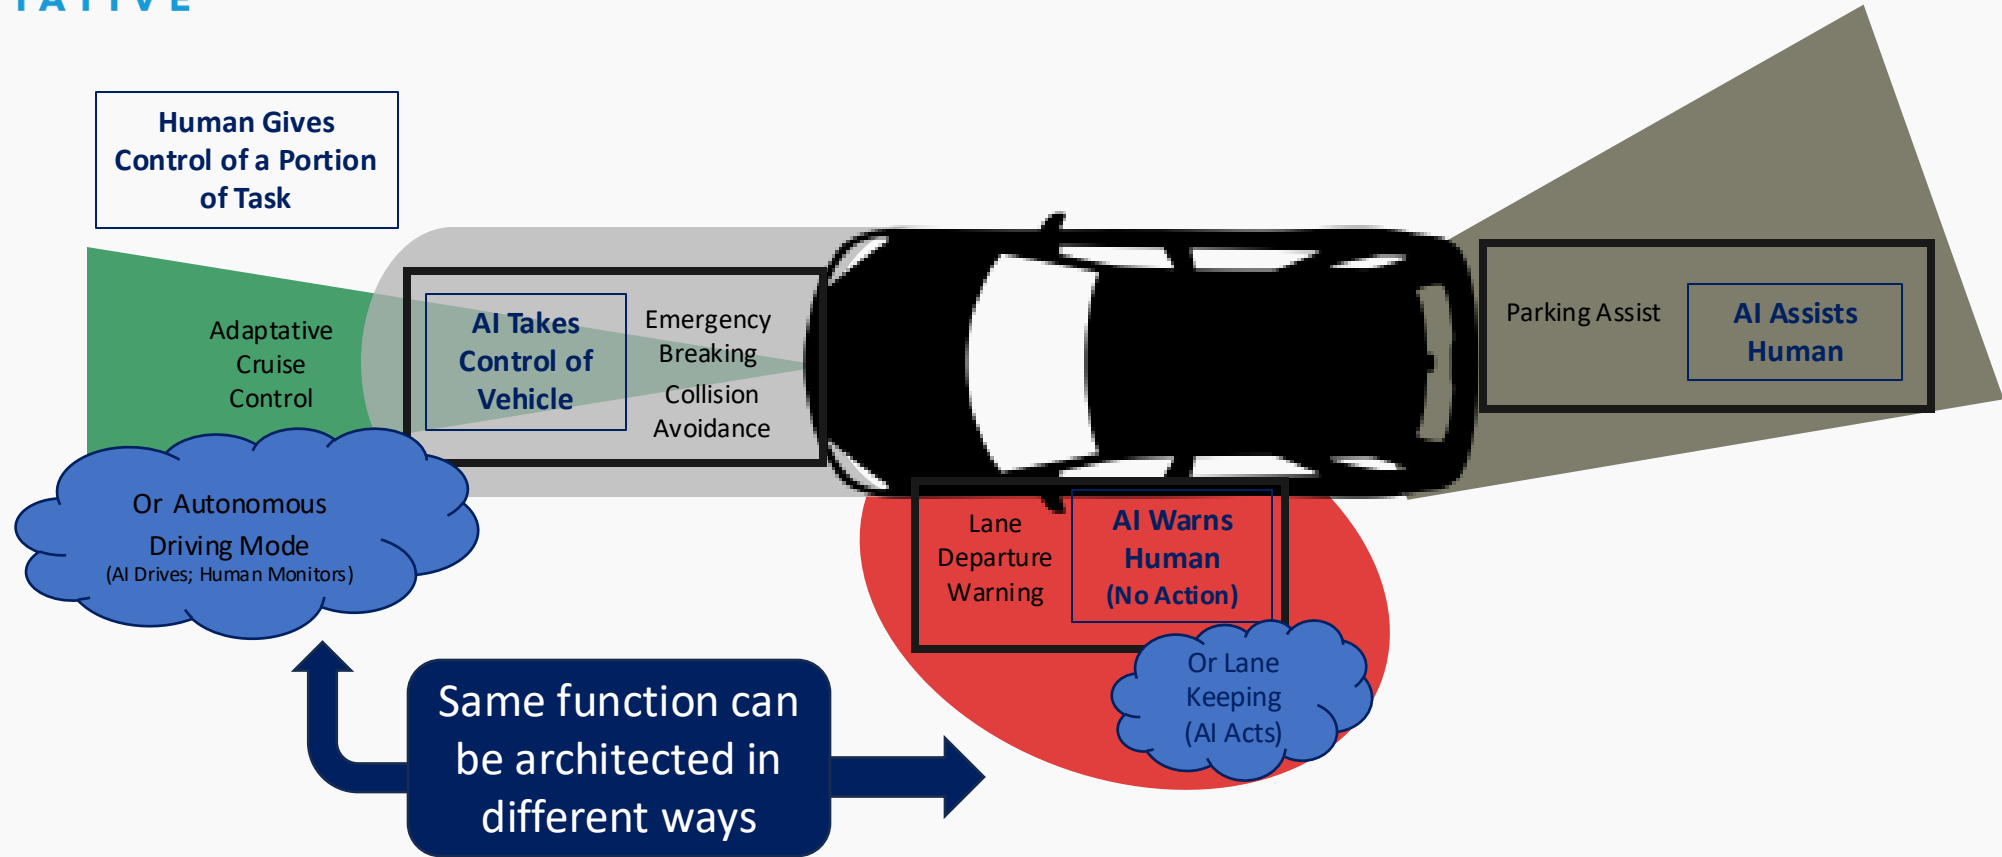 Human Gives
Control of a Portion
of Task
Adaptative
Cruise
Control
AI Takes
Control of
Vehicle
Emergency
Breaking
Collision
Avoidance
Parking Assist
AI Assists
Human
Or Autonomous
Driving Mode
(AI Drives; Human Monitors)
Lane
Departure
Warning
AI Warns
Human
(No Action)
Or Lane
Keeping
(AI Acts)
Same function can
be architected in
different ways